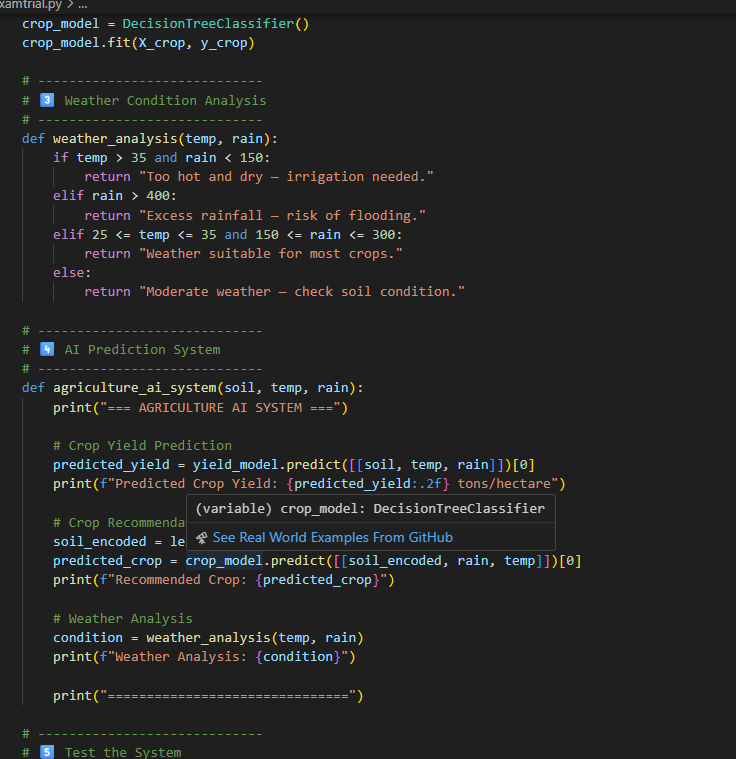 xamtrial.py > ...
crop_model = DecisionTreeClassifier()
crop_model.fit(X_crop, y_crop)
# -----------------------------
# 3️⃣ Weather Condition Analysis
# -----------------------------
def weather_analysis(temp, rain):
    if temp > 35 and rain < 150:
        return "Too hot and dry — irrigation needed."
    elif rain > 400:
        return "Excess rainfall — risk of flooding."
    elif 25 <= temp <= 35 and 150 <= rain <= 300:
        return "Weather suitable for most crops."
    else:
        return "Moderate weather — check soil condition."
# -----------------------------
# 4️⃣ AI Prediction System
# -----------------------------
def agriculture_ai_system(soil, temp, rain):
    print("=== AGRICULTURE AI SYSTEM ===")
    # Crop Yield Prediction
    predicted_yield = yield_model.predict([[soil, temp, rain]])[0]
    print(f"Predicted Crop Yield: {predicted_yield:.2f} tons/hectare")
(variable) crop_model: DecisionTreeClassifier
    # Crop Recommenda
See Real World Examples From GitHub
    soil_encoded = le
    predicted_crop = crop_model.predict([[soil_encoded, rain, temp]])[0]
    print(f"Recommended Crop: {predicted_crop}")
    # Weather Analysis
    condition = weather_analysis(temp, rain)
    print(f"Weather Analysis: {condition}")
    print("===============================")
# -----------------------------
# 5️⃣ Test the System